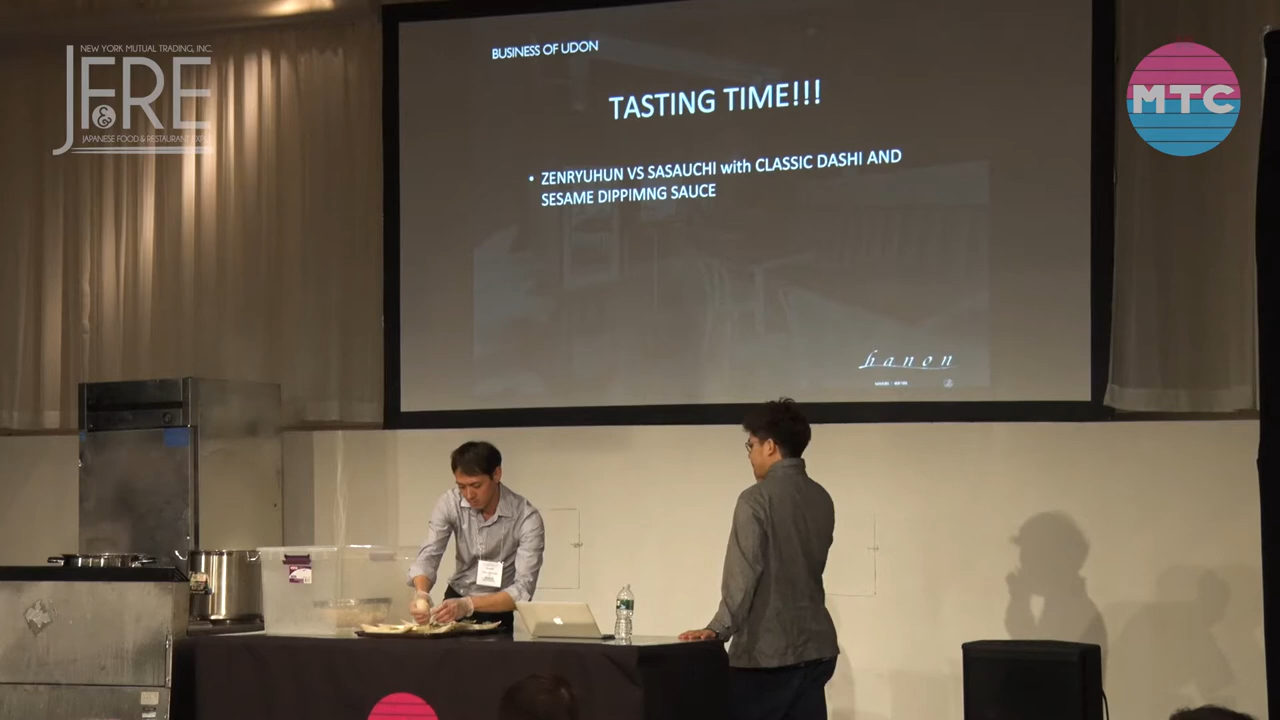 NEW YORK MUTUAL TRADING, INC.
JFRE
&
JAPANESE FOOD & RESTAURANT EXPO
MTC
BUSINESS OF UDON
TASTING TIME!!!
• ZENRYUHUN VS SASAUCHI with CLASSIC DASHI AND
SESAME DIPPIMNG SAUCE
hanon